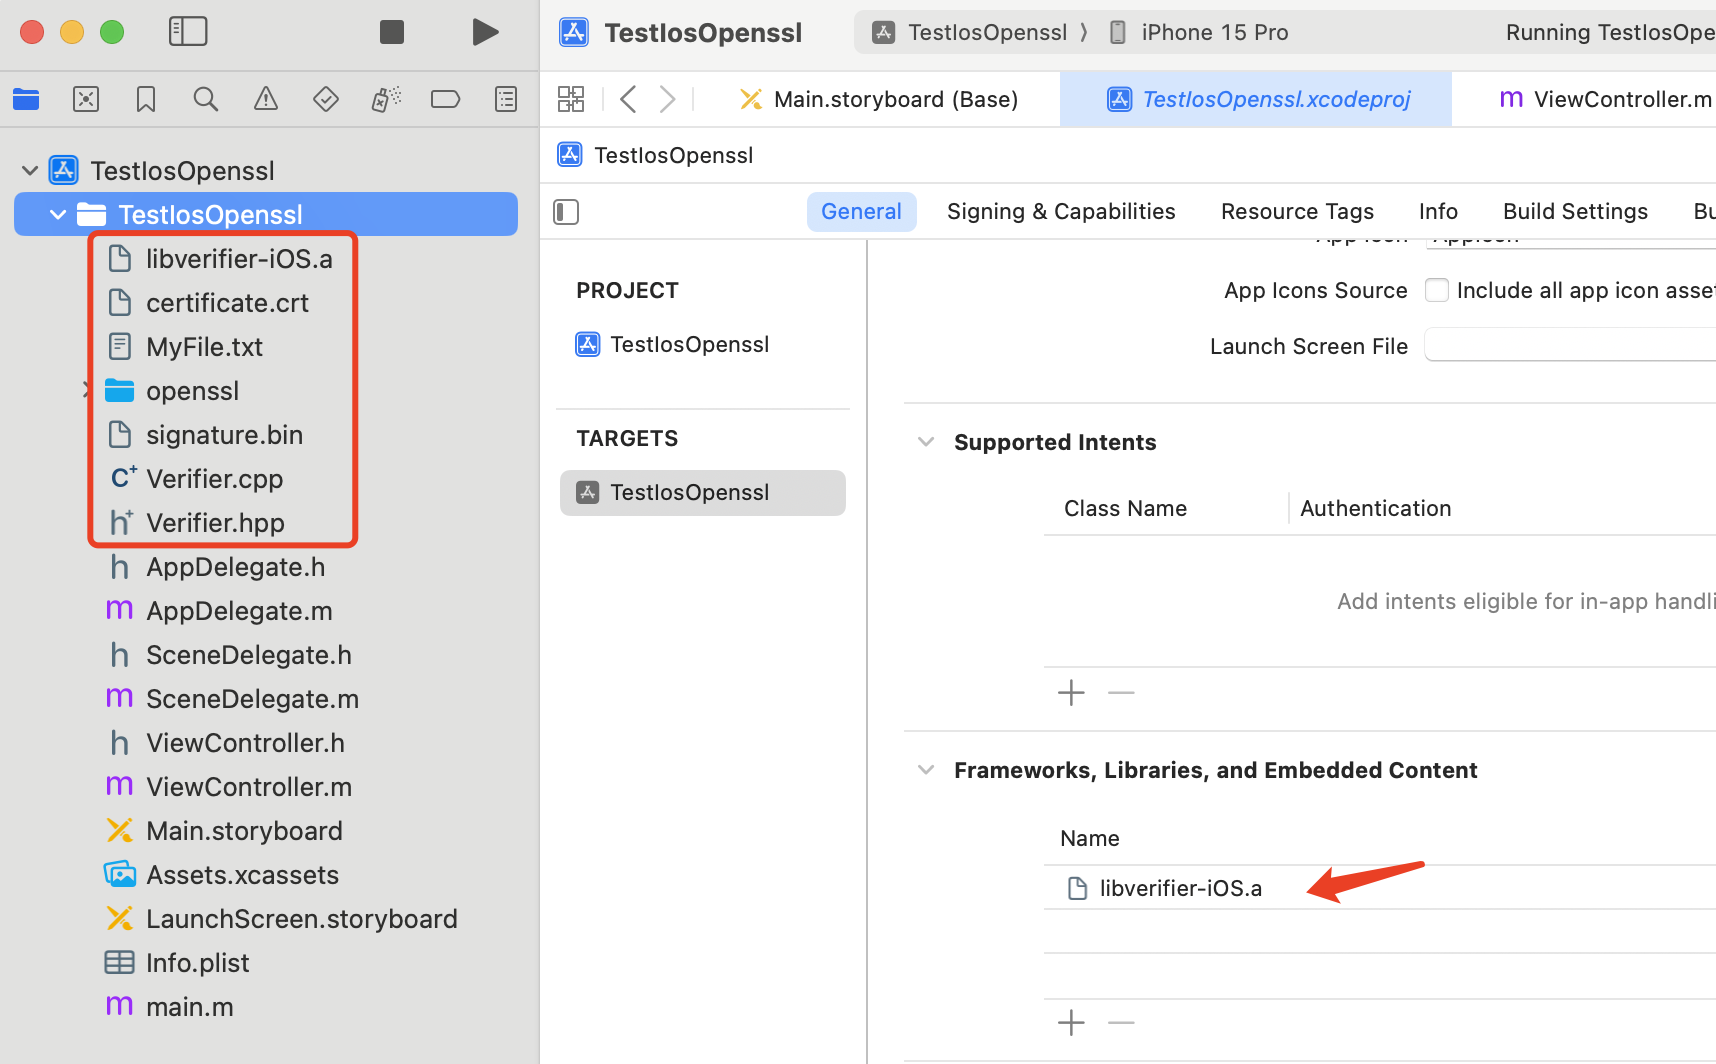 TestIosOpenssl
TestIosOpenssl
iPhone 15 Pro
Running TestIosOpe
Main.storyboard (Base)
TestIosOpenssl.xcodeproj
ViewController.m
TestIosOpenssl
General
Signing & Capabilities
Resource Tags
Info
Build Settings
Bu
TestIosOpenssl
TestIosOpenssl
libverifier-iOS.a
certificate.crt
MyFile.txt
openssl
signature.bin
Verifier.cpp
Verifier.hpp
AppDelegate.h
AppDelegate.m
SceneDelegate.h
SceneDelegate.m
ViewController.h
ViewController.m
Main.storyboard
Assets.xcassets
LaunchScreen.storyboard
Info.plist
main.m
PROJECT
TestIosOpenssl
TARGETS
TestIosOpenssl
App Icons Source
Include all app icon asset
Launch Screen File
Supported Intents
Class Name
Authentication
Add intents eligible for in-app handli
Frameworks, Libraries, and Embedded Content
Name
libverifier-iOS.a